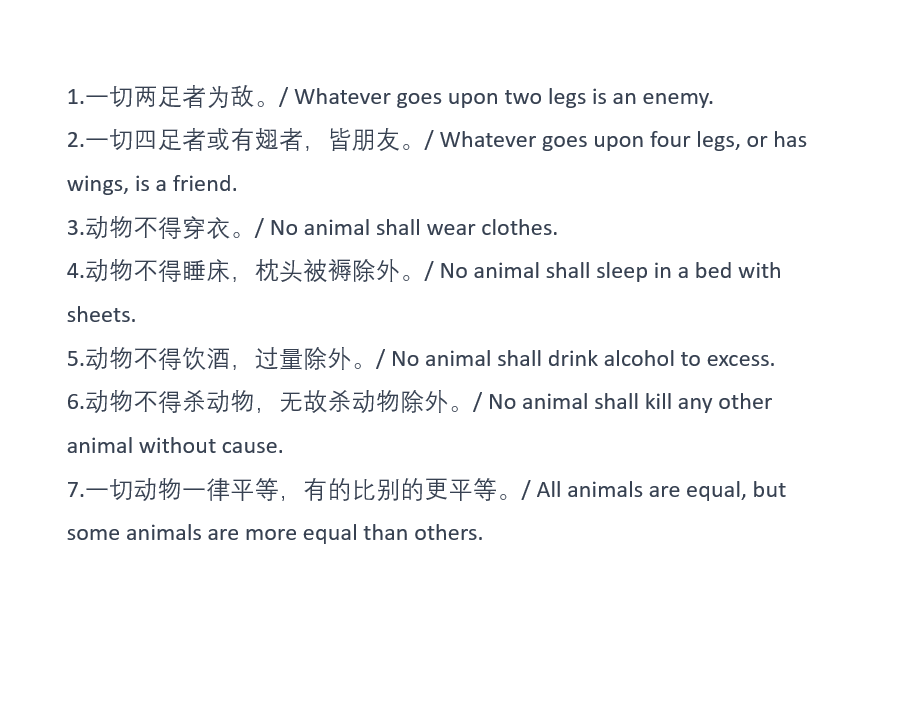 1.一切两足者为敌。/ Whatever goes upon two legs is an enemy.
2.一切四足者或有翅者，皆朋友。/ Whatever goes upon four legs, or has
wings, is a friend.
3.动物不得穿衣。/ No animal shall wear clothes.
4.动物不得睡床，枕头被褥除外。/ No animal shall sleep in a bed with
sheets.
5.动物不得饮酒，过量除外。/ No animal shall drink alcohol to excess.
6.动物不得杀动物，无故杀动物除外。/ No animal shall kill any other
animal without cause.
7.一切动物一律平等，有的比别的更平等。/ All animals are equal, but
some animals are more equal than others.